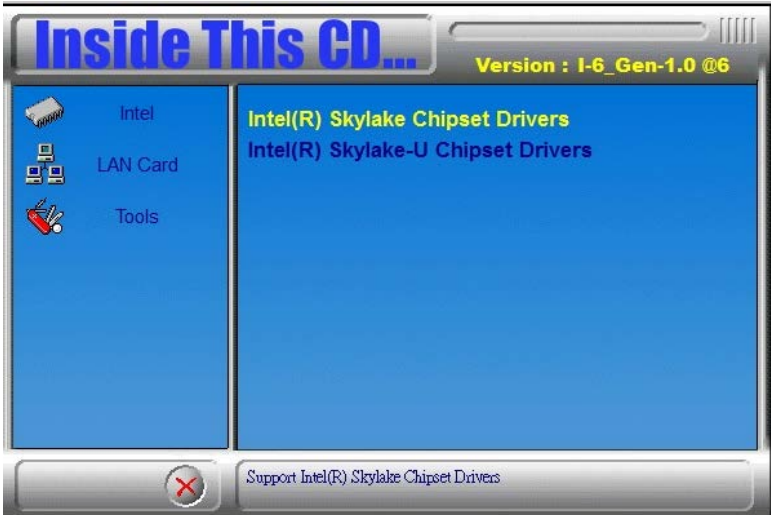 Inside This CD...
Version : I-6_Gen-1.0 @6
Intel
LAN Card
Tools
Intel(R) Skylake Chipset Drivers
Intel(R) Skylake-U Chipset Drivers
Support Intel(R) Skylake Chipset Drivers